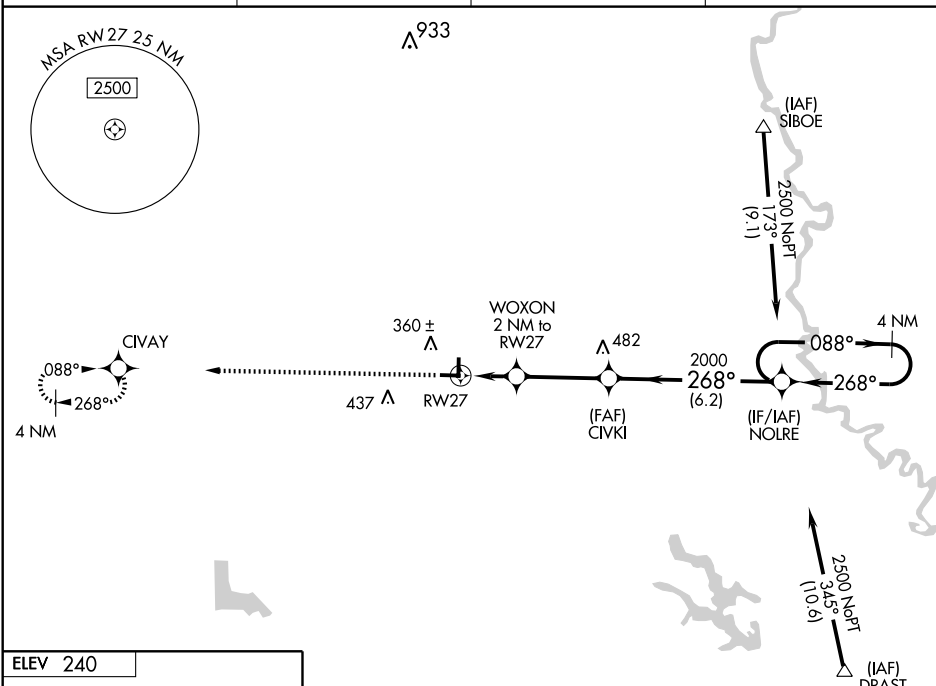 933
MSA RW27 25 NM
2500
(IAF)
SIBOE
2500 NoPT
173°
(9.1)
WOXON
2 NM to
RW27
360 ±
482
4 NM
CIVAY
088°
268°
4 NM
437
RW27
(FAF)
CIVKI
2000
268°
(6.2)
(IF/IAF)
NOLRE
088°
268°
2500 NoPT
345°
(10.6)
(IAF)
ELEV 240